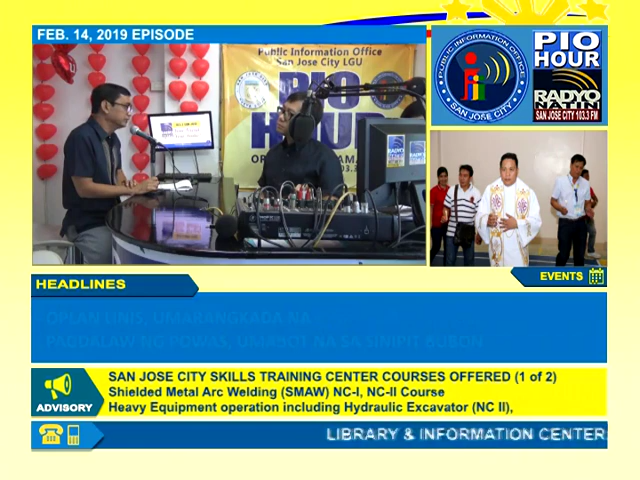 FEB. 14, 2019 EPISODE
Public Information Office
San Jose City LGU
PIO
HOUR
PUBLIC INFORMATION OFFICE
SAN JOSE CITY
PIO
HOUR
RADYO
NATIN
SAN JOSE CITY 103.3 FM
EVENTS
HEADLINES
OPLAN LINIS, UMARANGKADA NA
PAGDALAW NG POWAS, UMABOT NA SA SINIPIT BUBON
ADVISORY
SAN JOSE CITY SKILLS TRAINING CENTER COURSES OFFERED (1 of 2)
Shielded Metal Arc Welding (SMAW) NC-I, NC-II Course
Heavy Equipment operation including Hydraulic Excavator (NC II),
LIBRARY & INFORMATION CENTER: